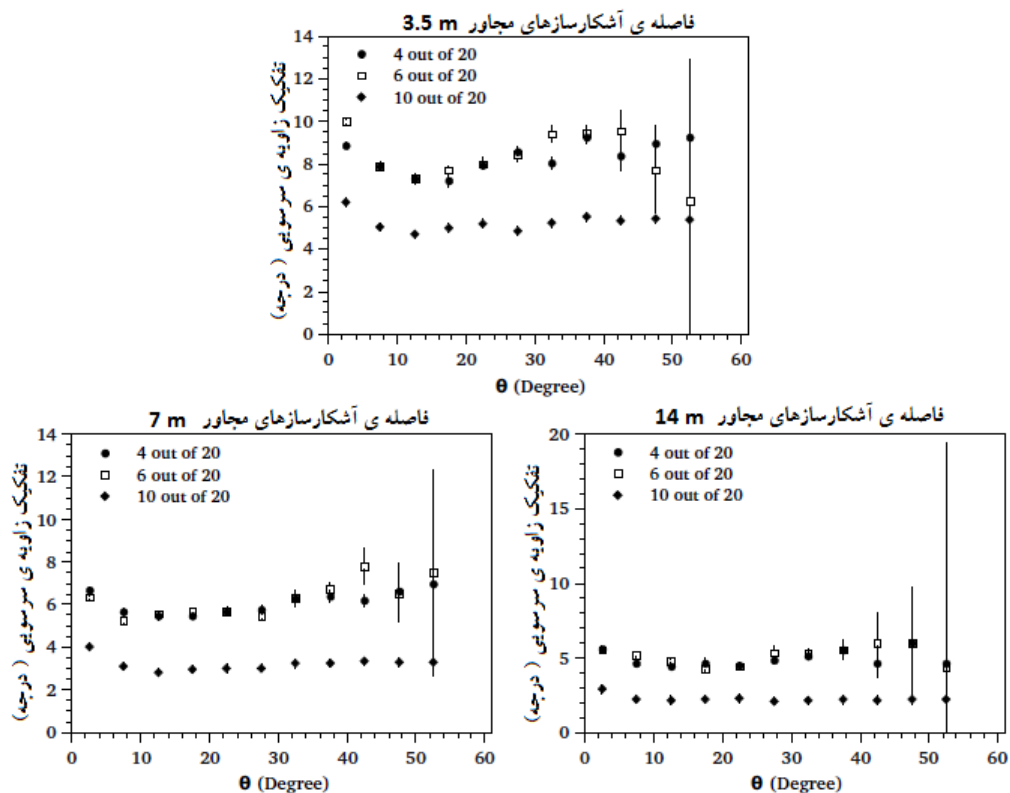 فاصله ی آشکارسازهای مجاور 3.5 m
14
12
10
8
6
4
2
0
تفکیک زاویه ی سرسویی ( درجه)
4 out of 20
6 out of 20
10 out of 20
0 10 20 30 40 50 60
θ (Degree)
فاصله ی آشکارسازهای مجاور 7 m
14
12
10
8
6
4
2
0
تفکیک زاویه ی سرسویی ( درجه)
4 out of 20
6 out of 20
10 out of 20
0 10 20 30 40 50 60
θ (Degree)
فاصله ی آشکارسازهای مجاور 14 m
20
15
10
5
0
تفکیک زاویه ی سرسویی ( درجه)
4 out of 20
6 out of 20
10 out of 20
0 10 20 30 40 50 60
θ (Degree)